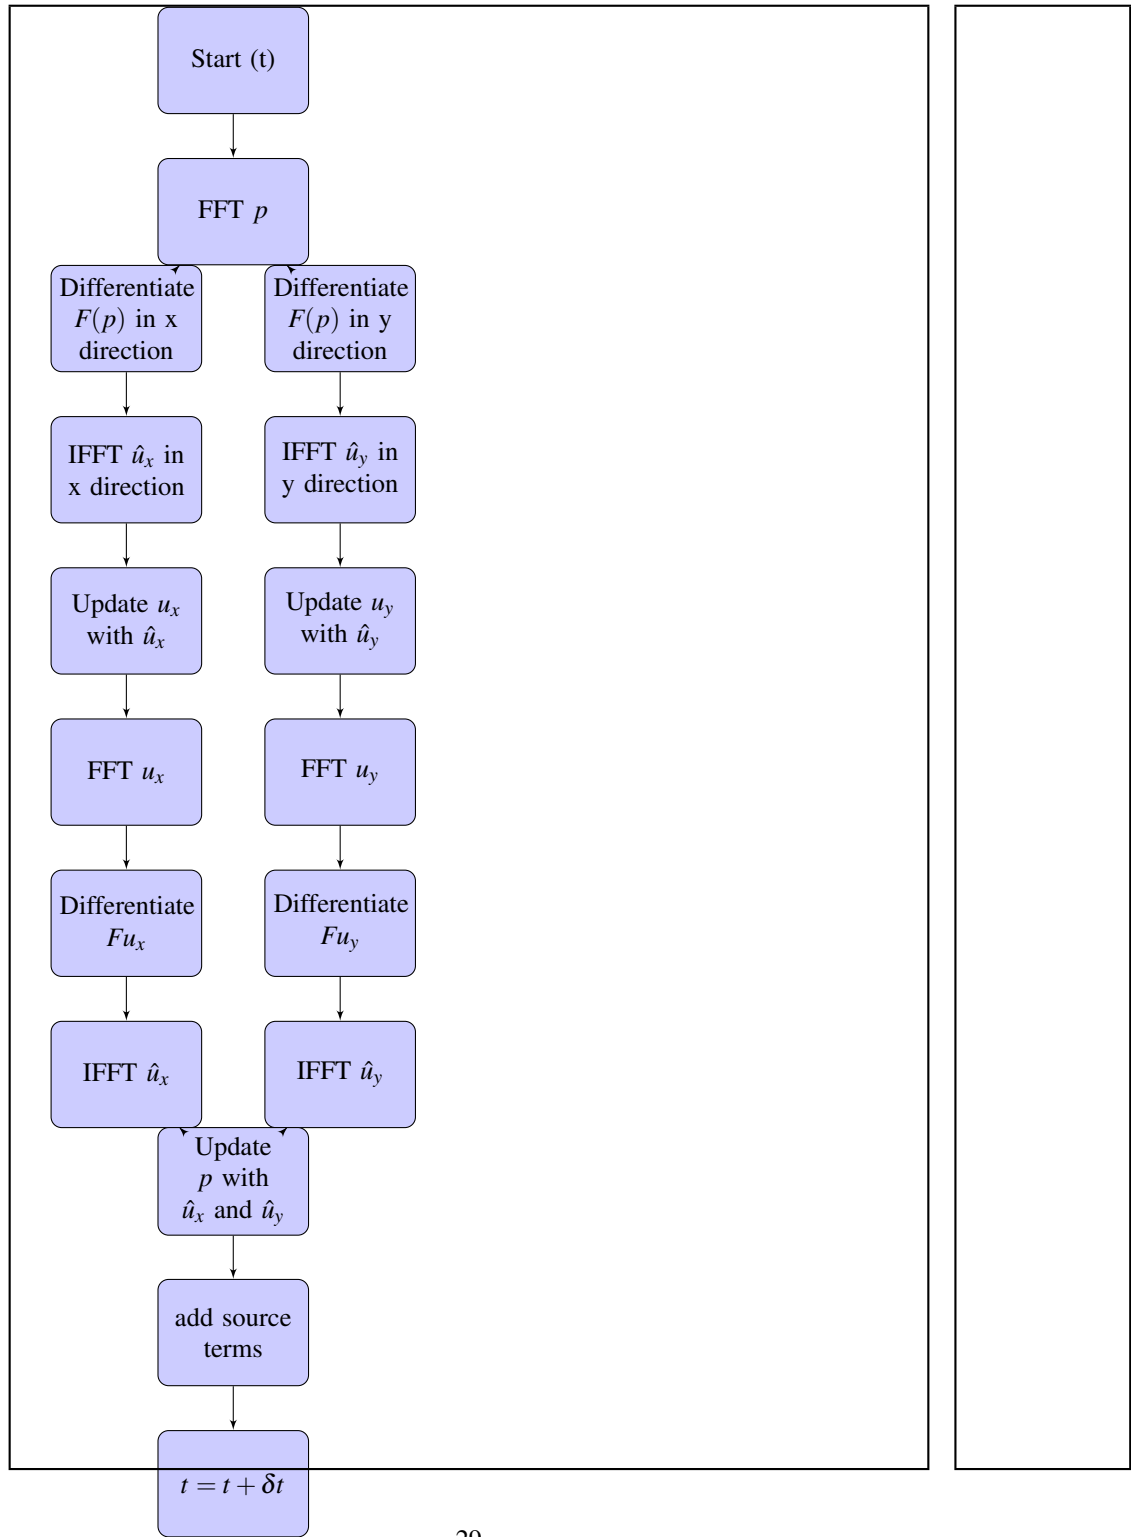 Start (t)
FFT p
Differentiate
F(p) in x
direction
Differentiate
F(p) in y
direction
IFFT û_x in
x direction
IFFT û_y in
y direction
Update u_x
with û_x
Update u_y
with û_y
FFT u_x
FFT u_y
Differentiate
Fu_x
Differentiate
Fu_y
IFFT û_x
IFFT û_y
Update
p with
û_x and û_y
add source
terms
t = t + δt
29